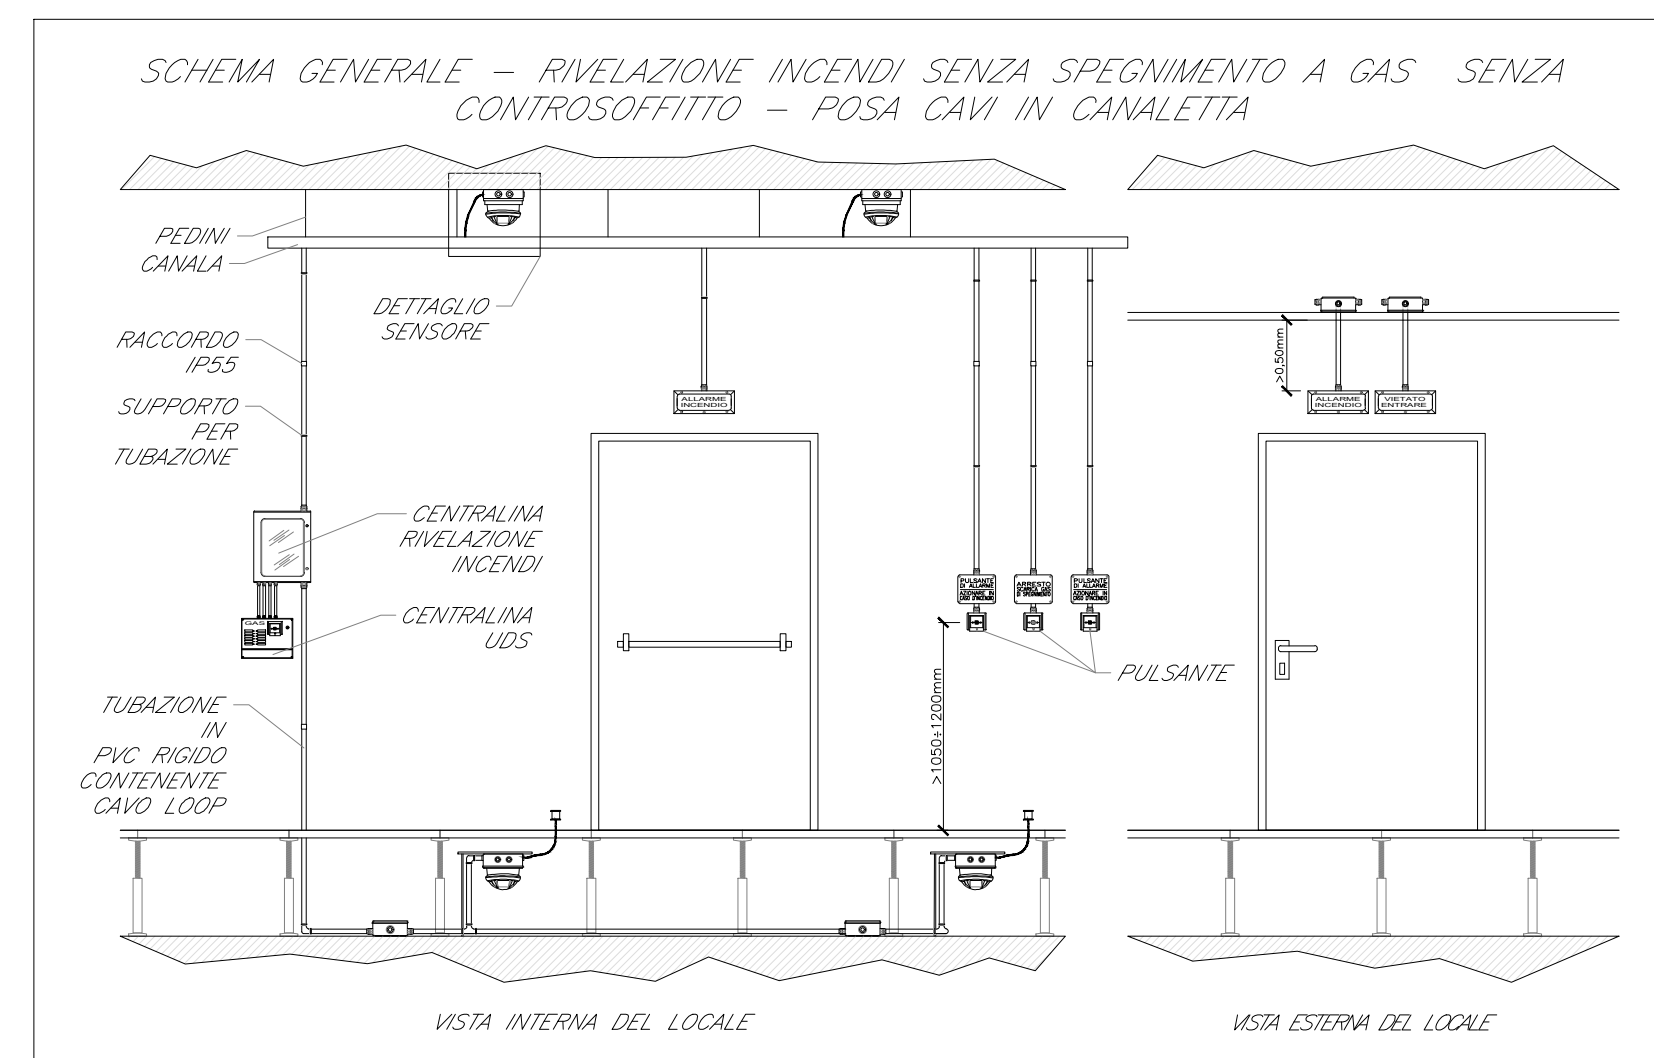 SCHEMA GENERALE – RIVELAZIONE INCENDI SENZA SPEGNIMENTO A GAS SENZA
CONTROSOFFITTO – POSA CAVI IN CANALETTA
PEDINI
CANALA
DETTAGLIO
SENSORE
RACCORDO
IP55
SUPPORTO
PER
TUBAZIONE
CENTRALINA
RIVELAZIONE
INCENDI
GAS
CENTRALINA
UDS
TUBAZIONE
IN
PVC RIGIDO
CONTENENTE
CAVO LOOP
ALLARME
INCENDIO
PULSANTE
DI ALLARME
AZIONARE IN
CASO D'INCENDIO
ARRESTO
SCARICA GAS
DI SPEGNIMENTO
PULSANTE
DI ALLARME
AZIONARE IN
CASO D'INCENDIO
PULSANTE
>1050÷1200mm
>0,50mm
ALLARME
INCENDIO
VIETATO
ENTRARE
VISTA INTERNA DEL LOCALE
VISTA ESTERNA DEL LOCALE